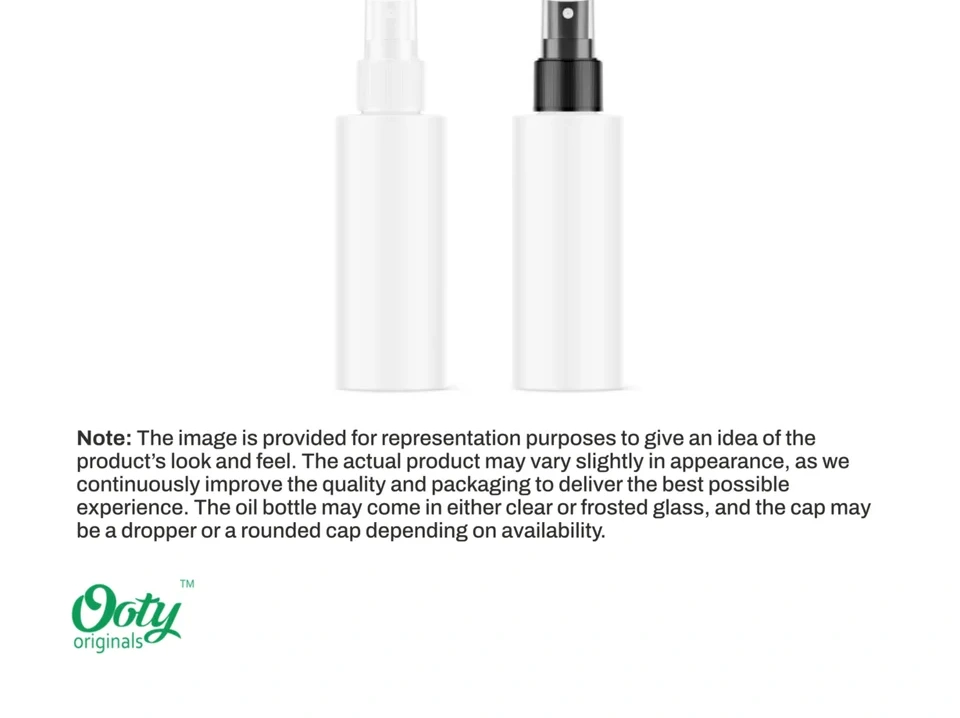 Note: The image is provided for representation purposes to give an idea of the
product’s look and feel. The actual product may vary slightly in appearance, as we
continuously improve the quality and packaging to deliver the best possible
experience. The oil bottle may come in either clear or frosted glass, and the cap may
be a dropper or a rounded cap depending on availability.
Ooty TM
originals